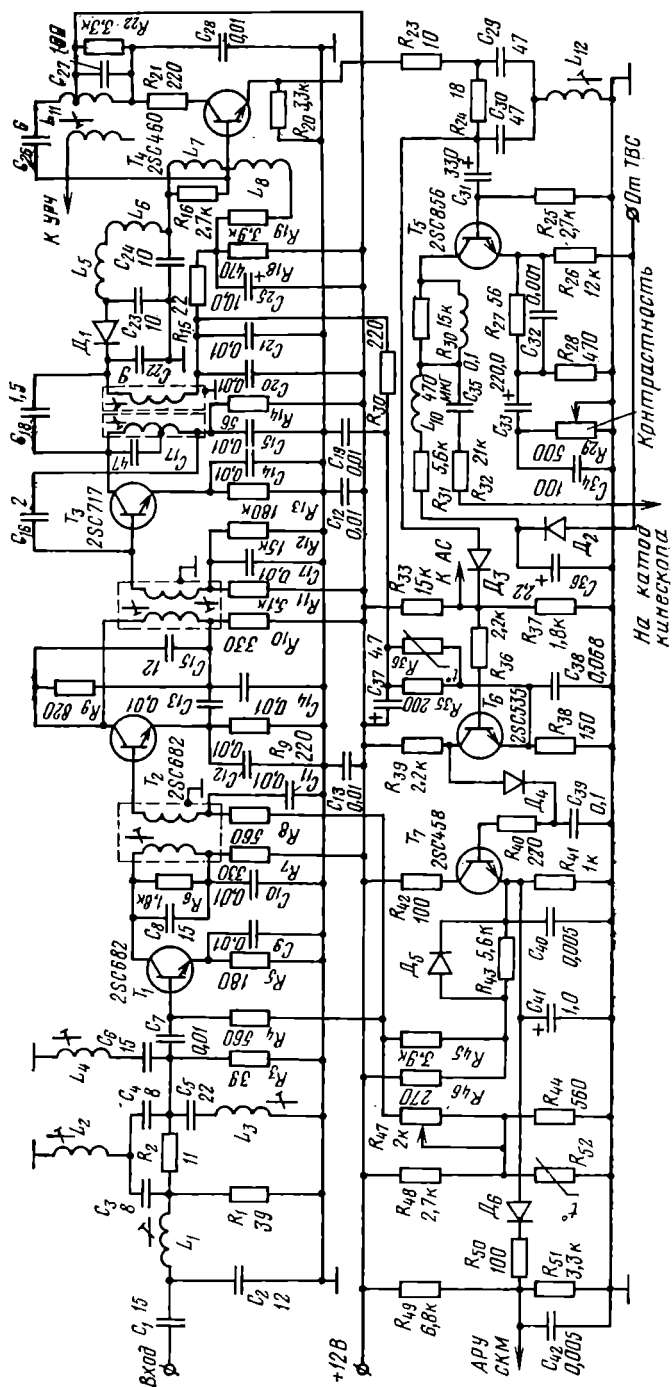 Вход
C1 15
C2
12
L1
C3
8
R1
39
L2
C4
8
R2
11
C5
22
L3
L4
C6
15
C7
0,01
R3
39
R4
560
T1
2SC682
R5
180
C9
0,01
C8
15
R6
1,8к
C10
0,01
R7
330
R8
560
C11
0,01
T2
2SC682
R9
820
C12
0,01
R9
220
C13
0,01
C14
0,01
C15
12
R10
330
R11
3,1к
C17
0,01
R12
15к
T3
2SC717
C16 2
R13
180к
C14
0,01
C15
0,01
C17
47
R14
56
C18 1,5
C20
0,01
C21
0,01
C22
9
Д1
C23
10
R15
22
C24
10
L5
L6
C25
10,0
R18
470
R19
3,9к
R16
2,7к
L7
L8
T4
2SC460
К УРЧ
C26 6
L11
C27
100
R22 3,3к
R21
220
C28
0,01
R20
3,3к
+12В
C13
0,01
C12
0,01
C19
0,01
R30
220
R23
10
C29
47
R24
18
C30
47
L12
C31
330
T5
2SC856
R25
2,7к
R26
12к
От ТВС
R27 56
C32
0,001
R28
470
C33
220,0
R29
500
C34
100
Контрастность
R30 15к
L10 470
мкг
C35
0,1
R31
5,6к
R32
21к
Д2
C36
2,2
На катод
кинескопа
R33
15к
К АС
Д3
R36
2,2к
R37
1,8к
R36
4,7
t°
C37
R35 200
C38
0,068
T6
2SC535
R38
150
R39
2,2к
Д4
C39
0,1
T7
2SC458
R40
220
R41
1к
R42
100
Д5
R43
5,6к
C40
0,005
C41
1,0
R45
3,9к
R46
270
R47
2к
R44
560
R48
2,7к
R52
t°
Д6
R50
100
R51
3,3к
R49
6,8к
АРУ
СКМ
C42
0,005